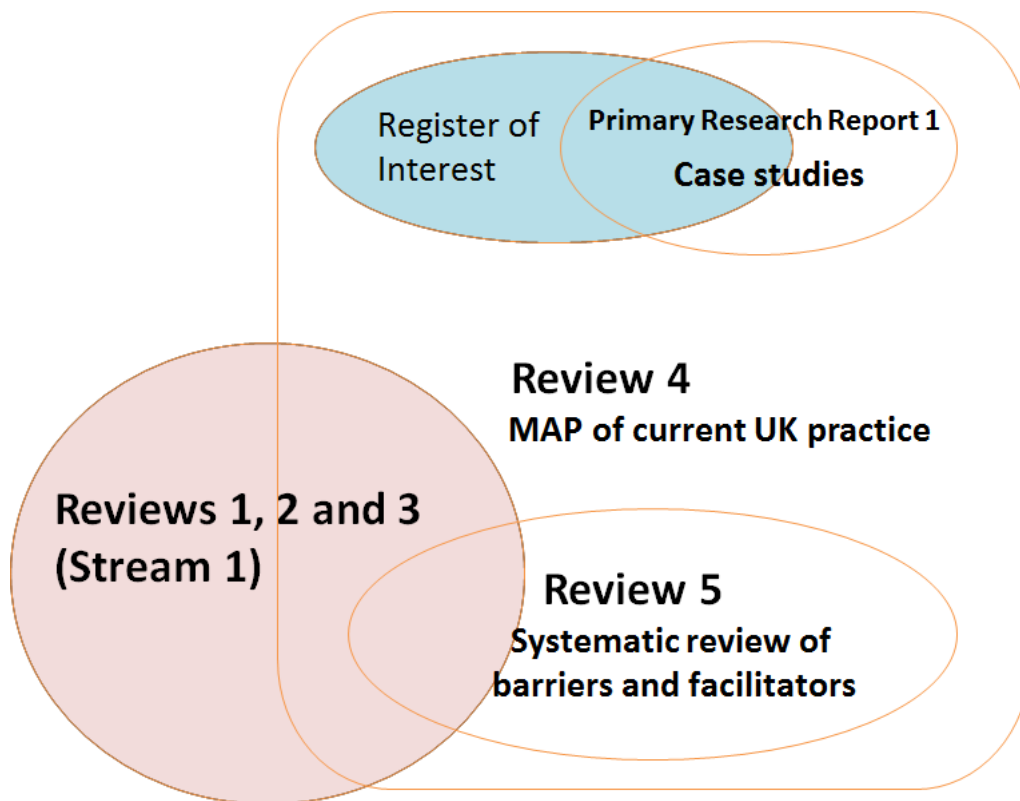 Register of
Interest
Primary Research Report 1
Case studies
Review 4
MAP of current UK practice
Reviews 1, 2 and 3
(Stream 1)
Review 5
Systematic review of
barriers and facilitators